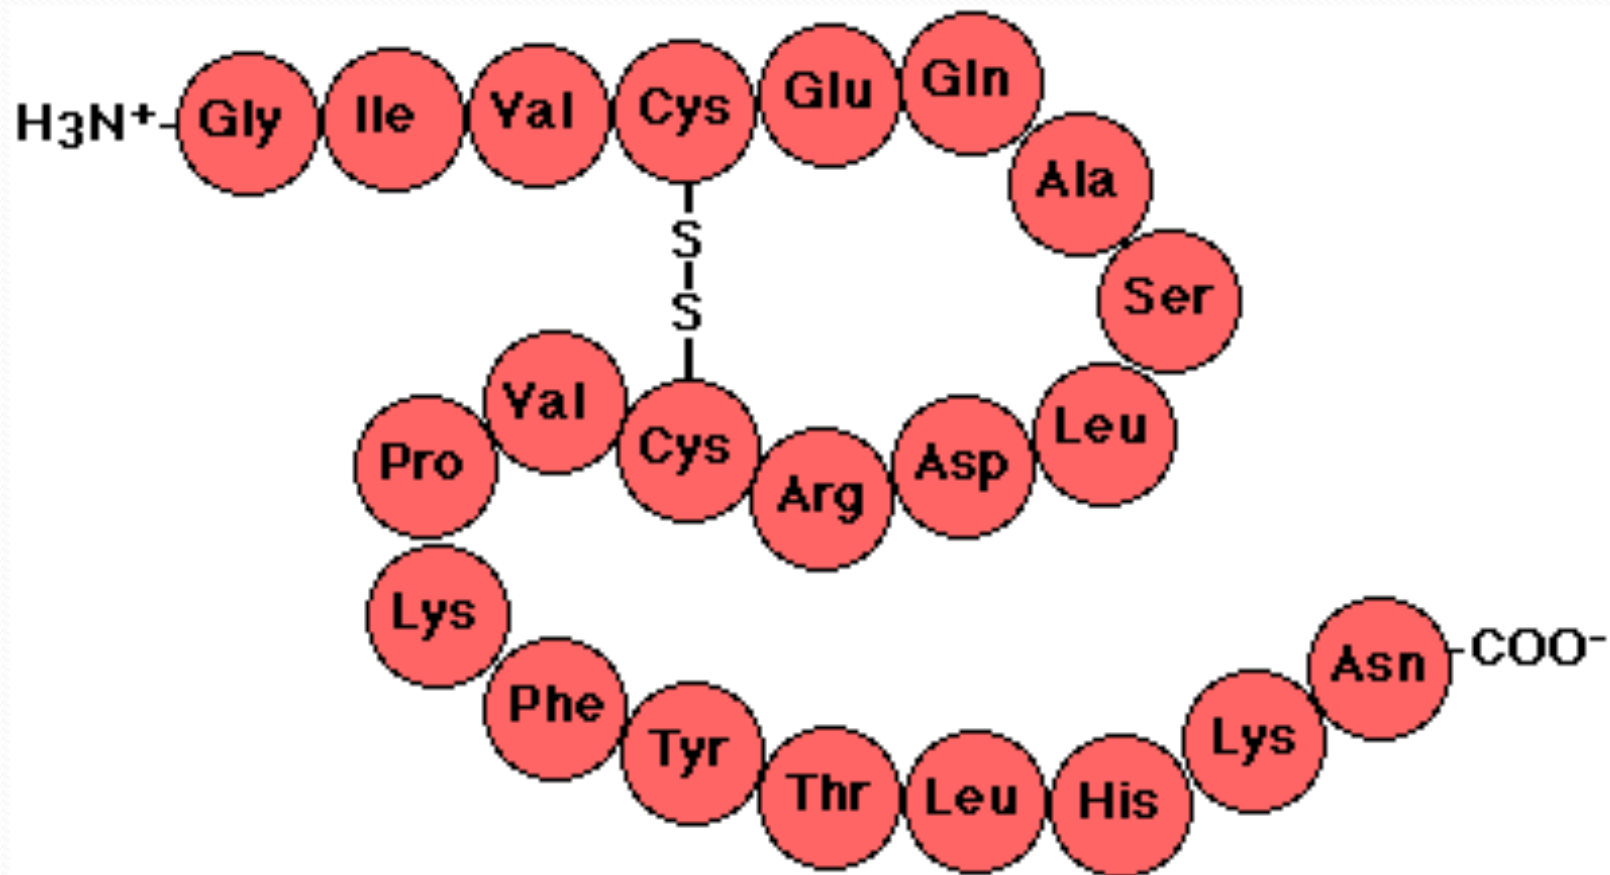 H3N+ Gly Ile Val Cys Glu Gln
Ala
Ser
S
S
Leu
Asp
Arg
Cys
Val
Pro
Lys
Phe
Tyr
Thr
Leu
His
Lys
Asn COO-